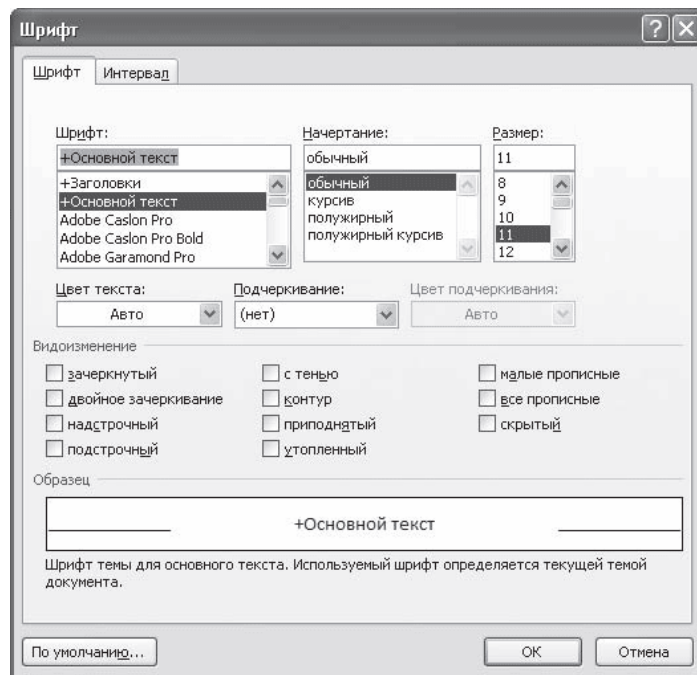 Шрифт
Шрифт Интервал
Шрифт: Начертание: Размер:
+Основной текст обычный 11
+Заголовки обычный 8
+Основной текст курсив 9
Adobe Caslon Pro полужирный 10
Adobe Caslon Pro Bold полужирный курсив 11
Adobe Garamond Pro 12
Цвет текста: Подчеркивание: Цвет подчеркивания:
Авто (нет) Авто
Видоизменение
зачеркнутый с тенью малые прописные
двойное зачеркивание контур все прописные
надстрочный приподнятый скрытый
подстрочный утопленный
Образец
+Основной текст
Шрифт темы для основного текста. Используемый шрифт определяется текущей темой
документа.
По умолчанию... ОК Отмена